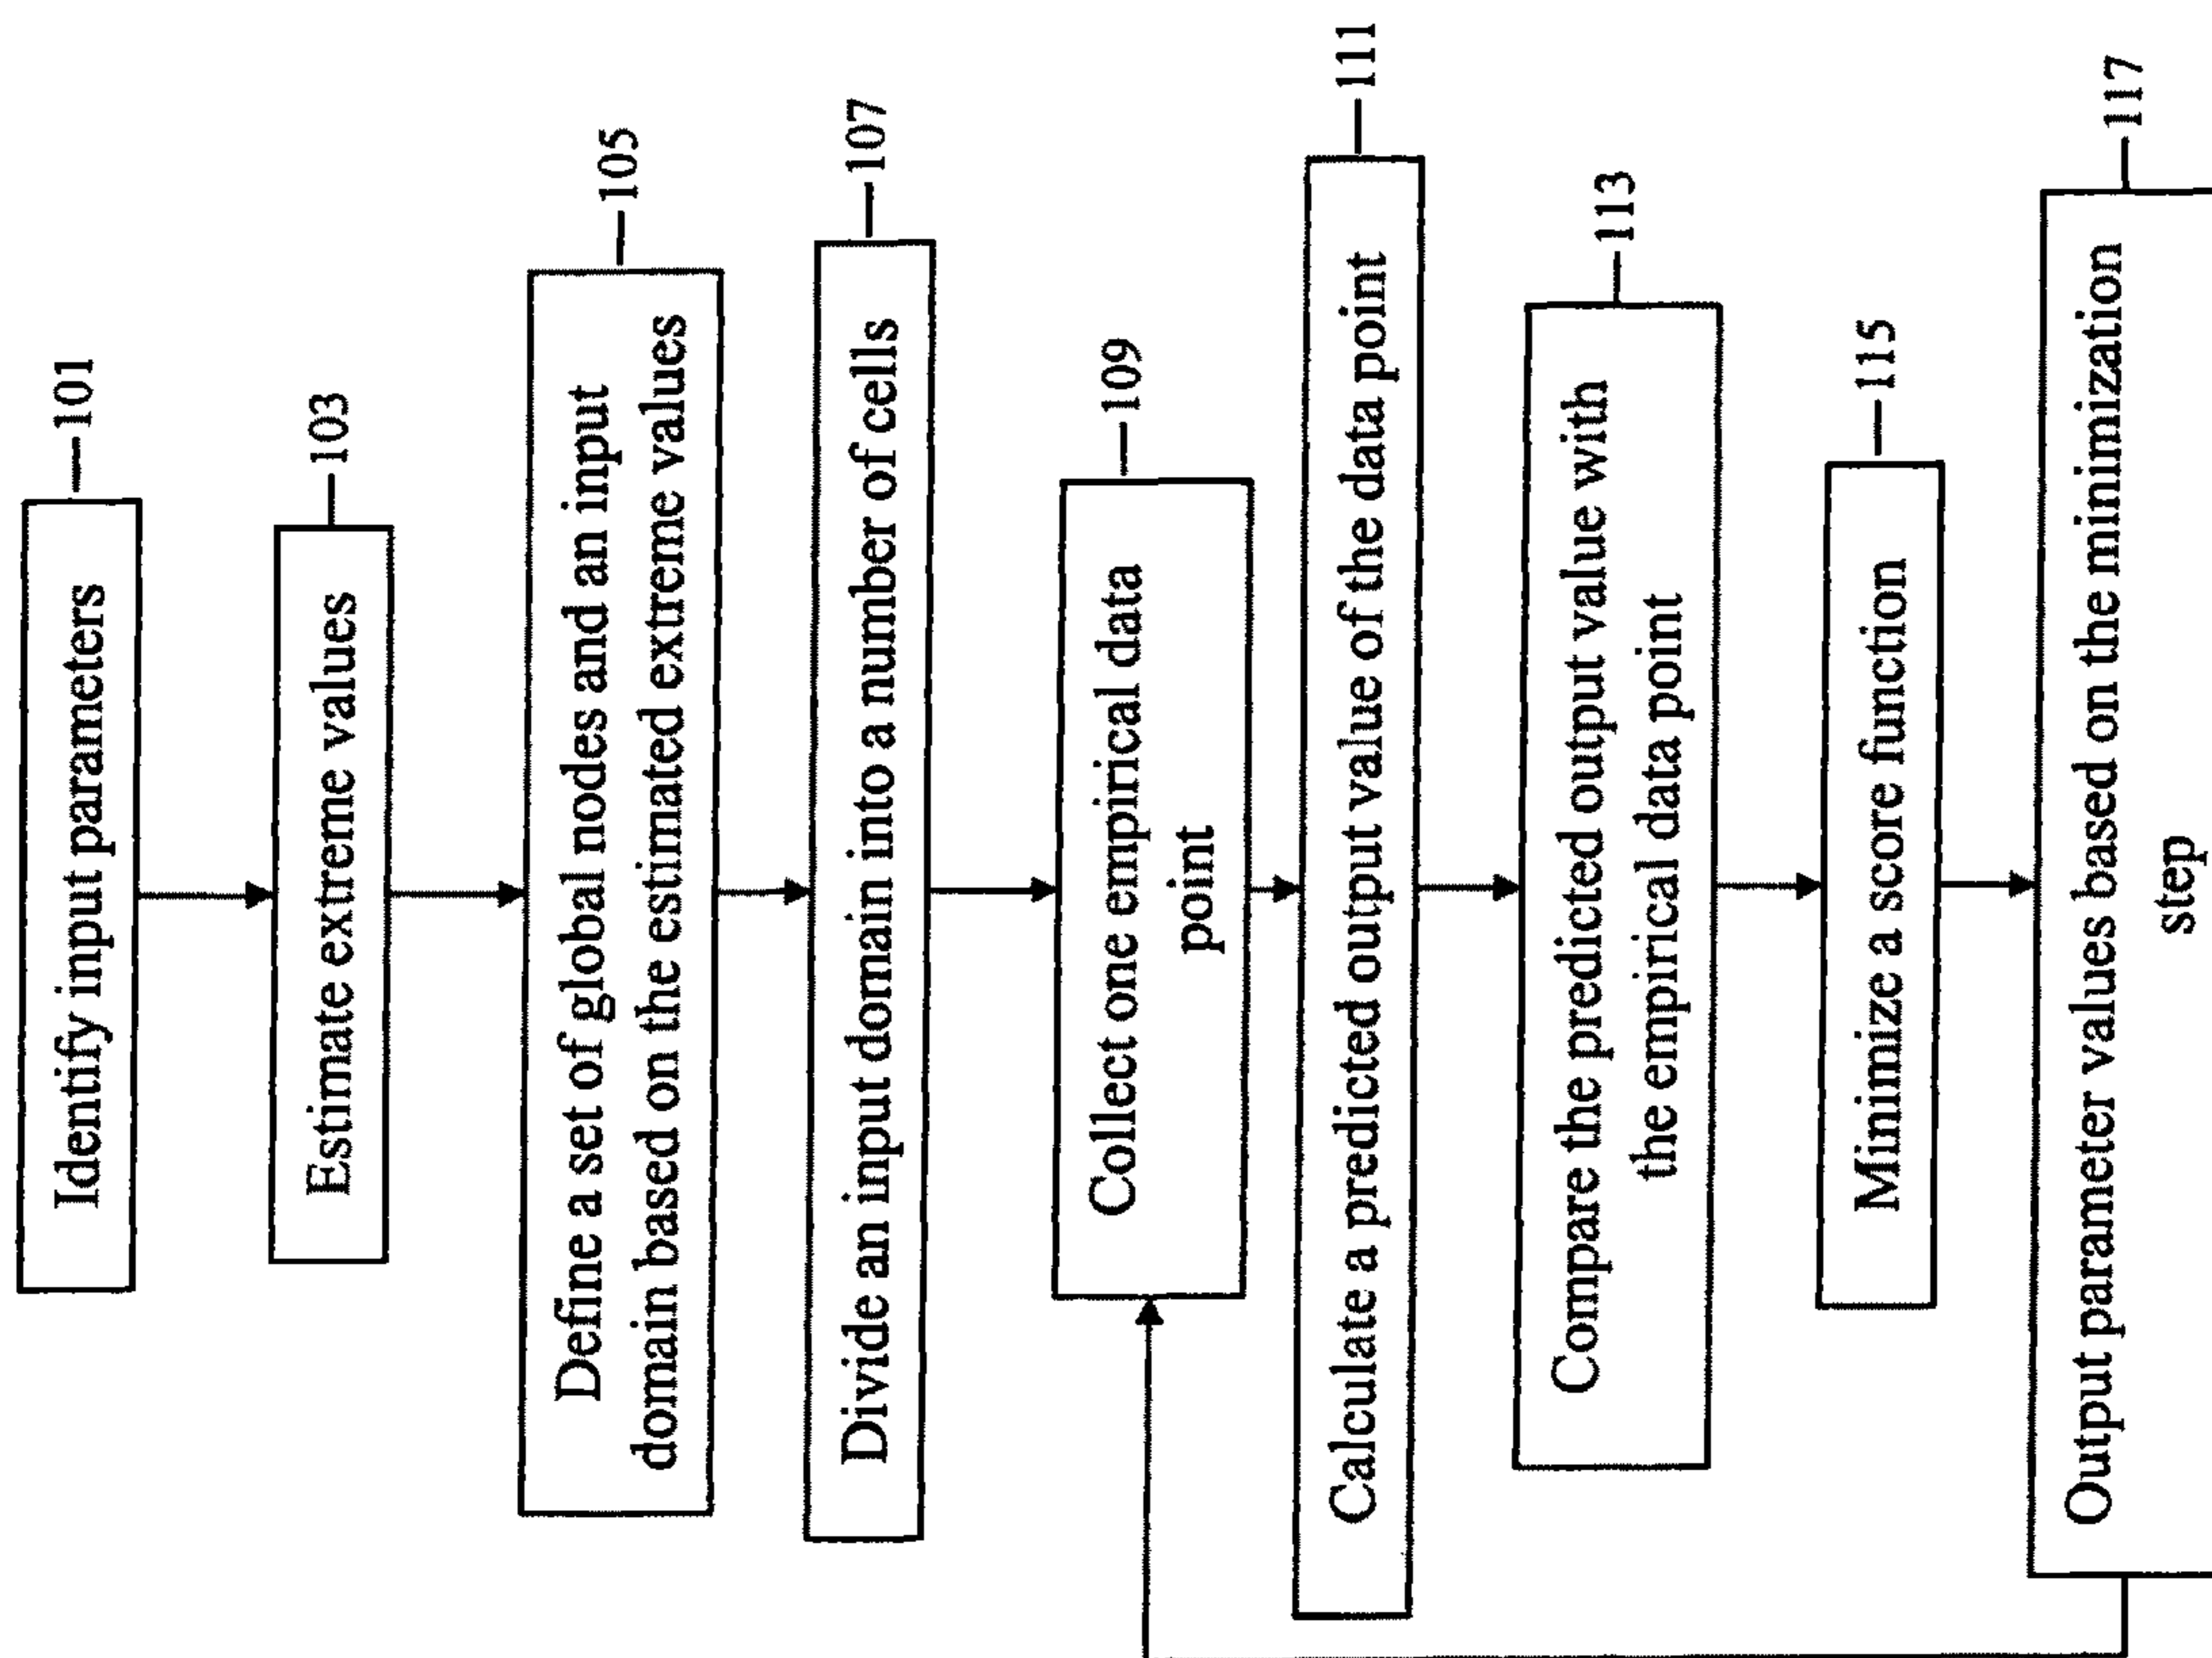 Identify input parameters
101
Estimate extreme values
103
Define a set of global nodes and an input
domain based on the estimated extreme values
105
Divide an input domain into a number of cells
107
Collect one empirical data
point
109
Calculate a predicted output value of the data point
111
Compare the predicted output value with
the empirical data point
113
Minimize a score function
115
Output parameter values based on the minimization
step
117